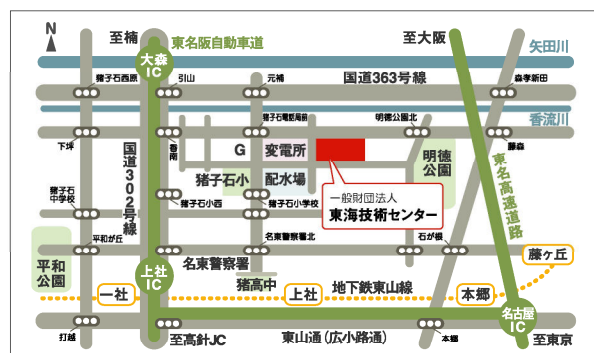 N
至楠
東名阪自動車道
至大阪
矢田川
大森
IC
国道363号線
猪子石西原
引山
元補
森孝新田
香流川
猪子石電話局前
明徳公園北
下坪
香南
藤森
G
変電所
明徳
公園
国道302号線
猪子石小
配水場
東名高速道路
猪子石
中学校
猪子石小西
猪子石小学校
一般財団法人
東海技術センター
平和が丘
名東警察署北
石が根
平和
公園
名東警察署
藤ヶ丘
上社
IC
猪高中
地下鉄東山線
一社
上社
本郷
名古屋
IC
打越
至高針JC
東山通（広小路通）
本郷
至東京